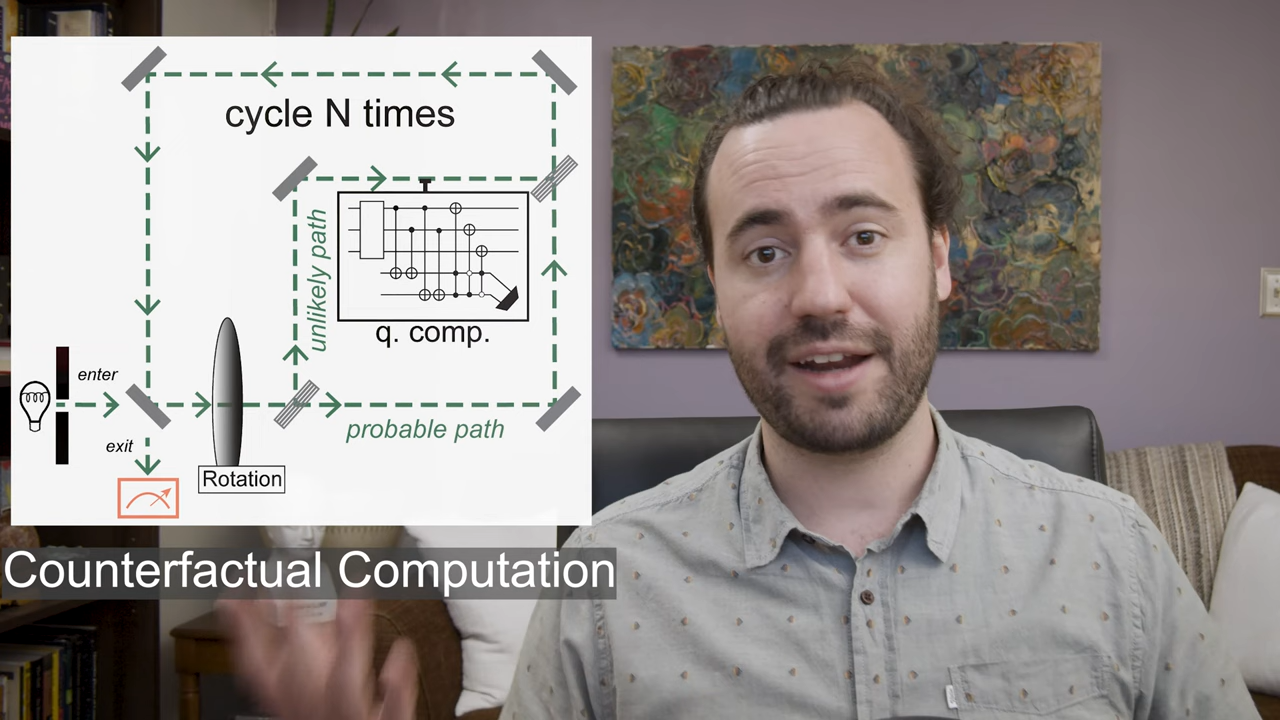 cycle N times
unlikely path
q. comp.
enter
probable path
exit
Rotation
Counterfactual Computation